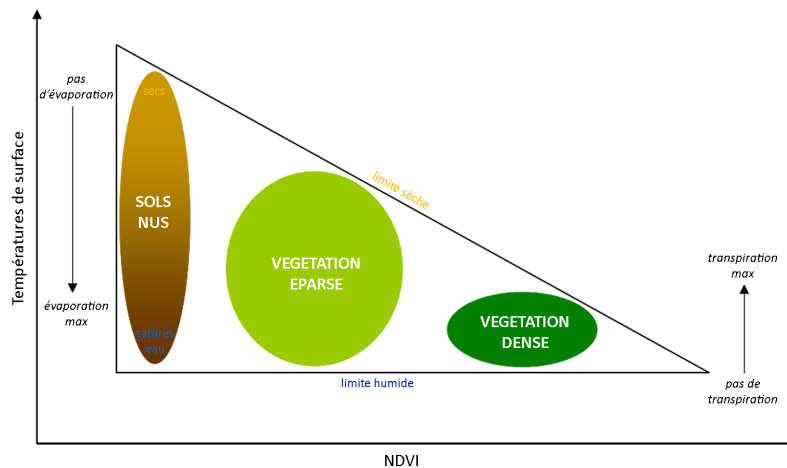 Températures de surface
pas
d'évaporation
évaporation
max
secs
SOLS
NUS
saturés
eau
VEGETATION
EPARSE
limite sèche
VEGETATION
DENSE
limite humide
transpiration
max
pas de
transpiration
NDVI